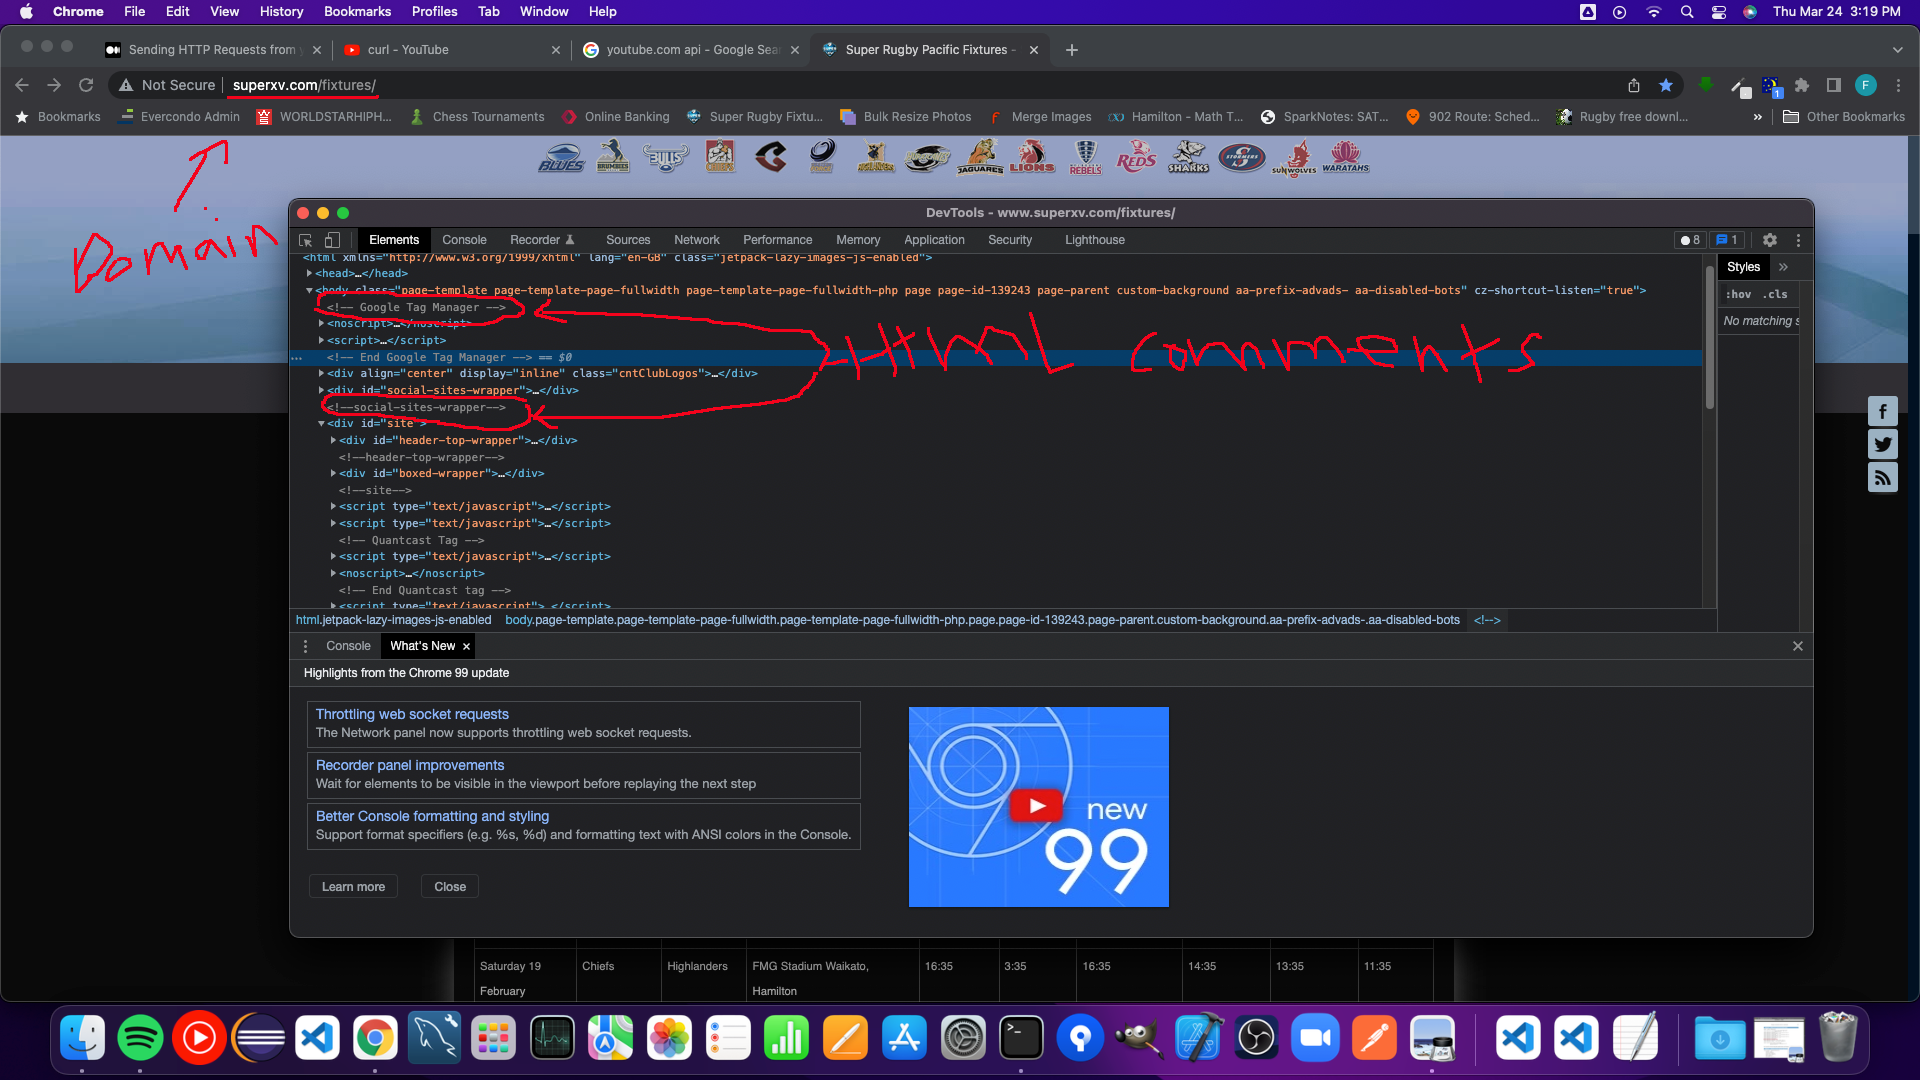 Chrome File Edit View History Bookmarks Profiles Tab Window Help Thu Mar 24 3:19 PM
Sending HTTP Requests from curl - YouTube youtube.com api - Google Sear Super Rugby Pacific Fixtures -
Not Secure superxv.com/fixtures/ F
Bookmarks Evercondo Admin WORLDSTARHIPH... Chess Tournaments Online Banking Super Rugby Fixtu... Bulk Resize Photos Merge Images Hamilton - Math T... SparkNotes: SAT... 902 Route: Sched... Rugby free downl... » Other Bookmarks
BLUES BRUMBIES BULLS CHIEFS JAGUARES LIONS REBELS REDS SHARKS STORMERS SUNWOLVES WARATAHS
Domain
DevTools - www.superxv.com/fixtures/
Elements Console Recorder Sources Network Performance Memory Application Security Lighthouse 8 1
<html xmlns="http://www.w3.org/1999/xhtml" lang="en-GB" class="jetpack-lazy-images-js-enabled">
<head>…</head>
<body class="page-template page-template-page-fullwidth page-template-page-fullwidth-php page page-id-139243 page-parent custom-background aa-prefix-advads- aa-disabled-bots" cz-shortcut-listen="true">
<!-- Google Tag Manager -->
<noscript>…</noscript>
<script>…</script>
<!-- End Google Tag Manager --> == $0
<div align="center" display="inline" class="cntClubLogos">…</div>
<div id="social-sites-wrapper">…</div>
<!--social-sites-wrapper-->
<div id="site">
<div id="header-top-wrapper">…</div>
<!--header-top-wrapper-->
<div id="boxed-wrapper">…</div>
<!--site-->
<script type="text/javascript">…</script>
<script type="text/javascript">…</script>
<!-- Quantcast Tag -->
<script type="text/javascript">…</script>
<noscript>…</noscript>
<!-- End Quantcast tag -->
<script type="text/javascript">…</script>
HTML comments
Styles »
:hov .cls
No matching s
html.jetpack-lazy-images-js-enabled body.page-template.page-template-page-fullwidth.page-template-page-fullwidth-php.page.page-id-139243.page-parent.custom-background.aa-prefix-advads-.aa-disabled-bots <!-->
Console What's New
Highlights from the Chrome 99 update
Throttling web socket requests
The Network panel now supports throttling web socket requests.
Recorder panel improvements
Wait for elements to be visible in the viewport before replaying the next step
Better Console formatting and styling
Support format specifiers (e.g. %s, %d) and formatting text with ANSI colors in the Console.
Learn more Close
new
99
Saturday 19 February Chiefs Highlanders FMG Stadium Waikato, Hamilton 16:35 3:35 16:35 14:35 13:35 11:35